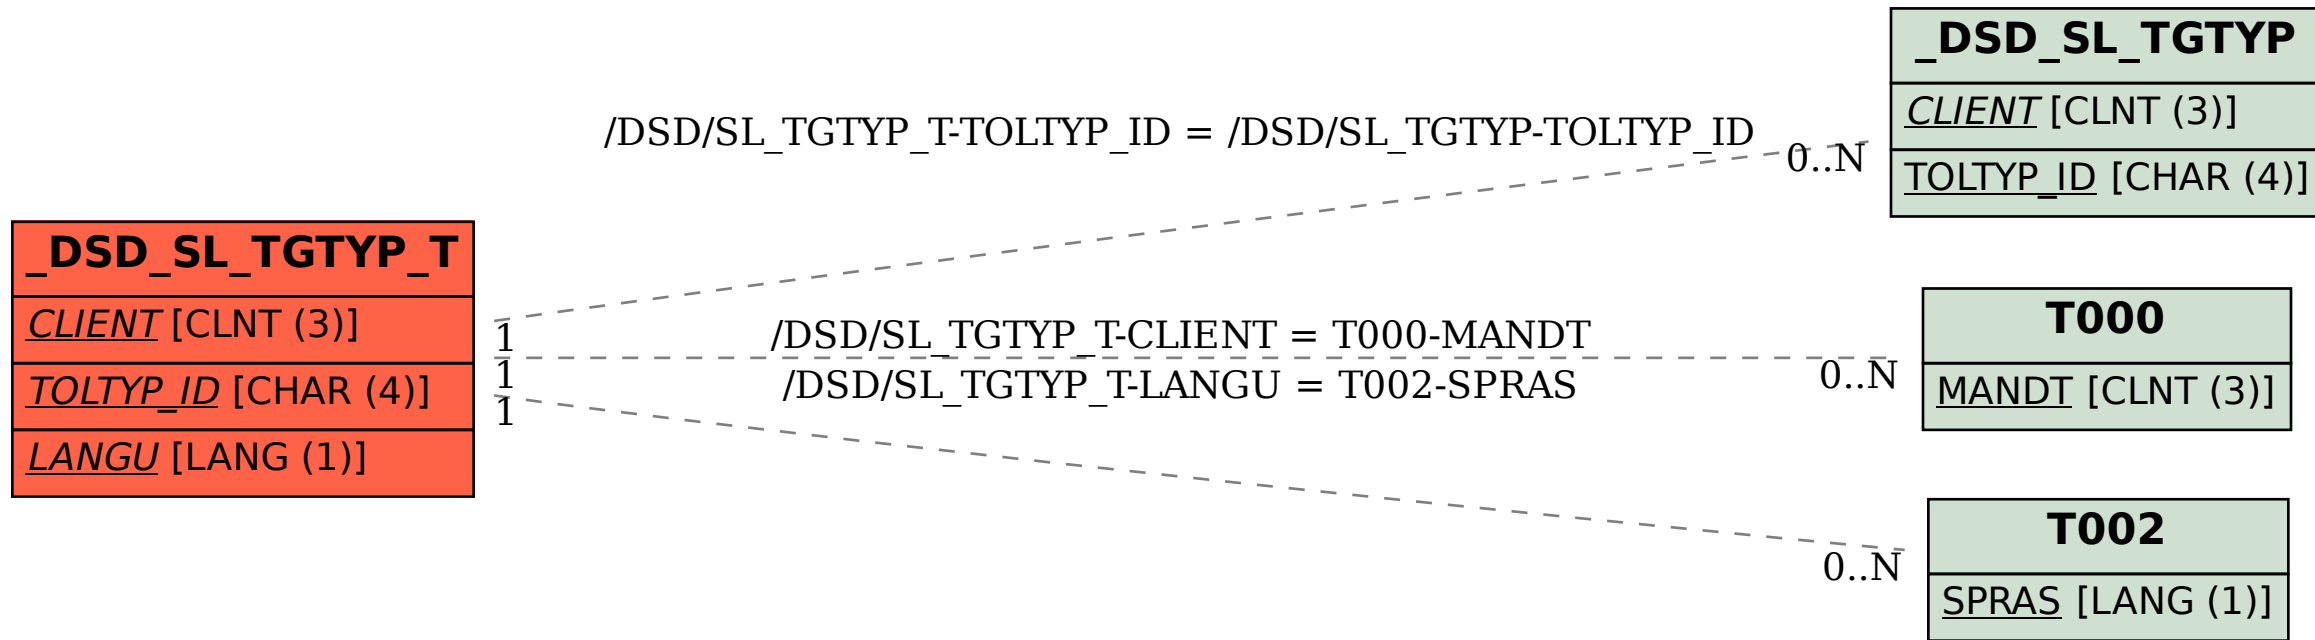 _DSD_SL_TGTYP_T
CLIENT [CLNT (3)]
TOLTYP_ID [CHAR (4)]
LANGU [LANG (1)]
/DSD/SL_TGTYP_T-TOLTYP_ID = /DSD/SL_TGTYP-TOLTYP_ID
0..N
1
/DSD/SL_TGTYP_T-CLIENT = T000-MANDT
1
0..N
/DSD/SL_TGTYP_T-LANGU = T002-SPRAS
1
0..N
_DSD_SL_TGTYP
CLIENT [CLNT (3)]
TOLTYP_ID [CHAR (4)]
T000
MANDT [CLNT (3)]
T002
SPRAS [LANG (1)]